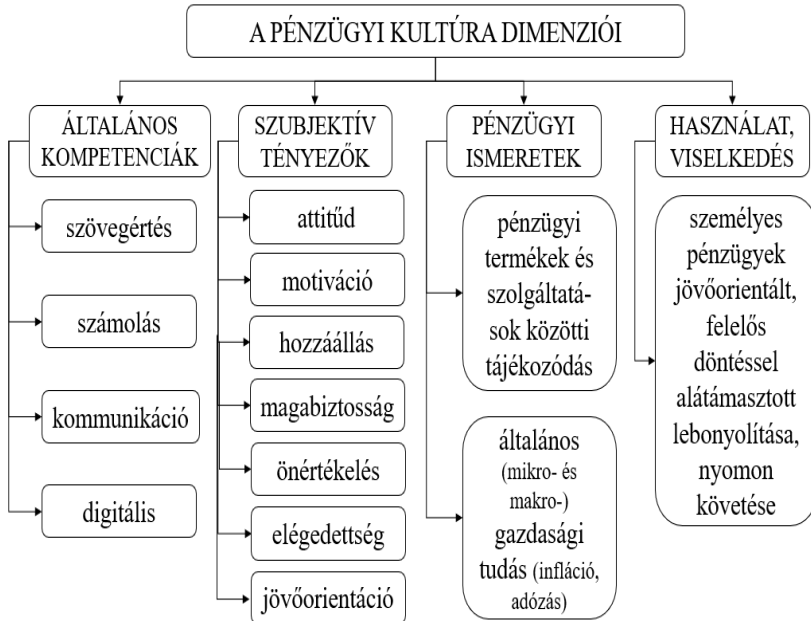 A PÉNZÜGYI KULTÚRA DIMENZIÓI
ÁLTALÁNOS
KOMPETENCIÁK
szövegértés
számolás
kommunikáció
digitális
SZUBJEKTÍV
TÉNYEZŐK
attitűd
motiváció
hozzáállás
magabiztosság
önértékelés
elégedettség
jövőorientáció
PÉNZÜGYI
ISMERETEK
pénzügyi
termékek és
szolgáltatá-
sok közötti
tájékozódás
általános
(mikro- és
makro-)
gazdasági
tudás (infláció,
adózás)
HASZNÁLAT,
VISELKEDÉS
személyes
pénzügyek
jövőorientált,
felelős
döntéssel
alátámasztott
lebonyolítása,
nyomon
követése